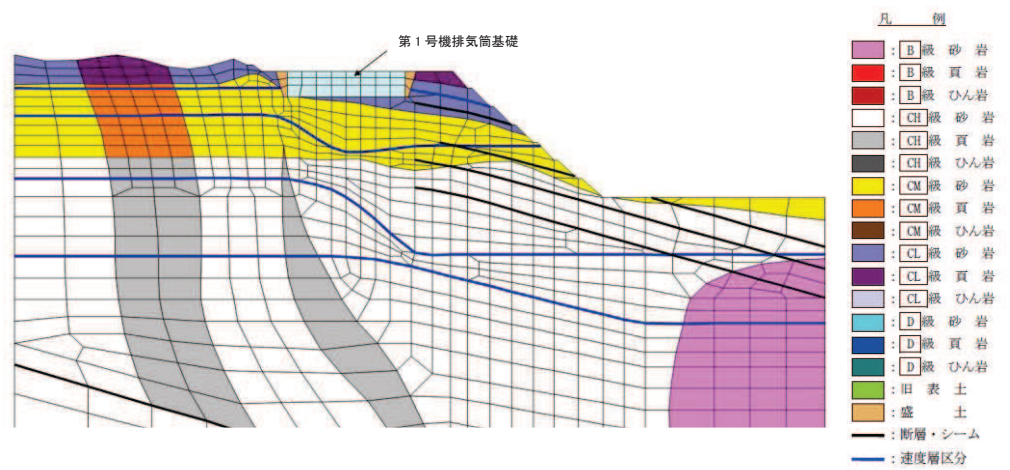 第1号機排気筒基礎
凡 例
：B級 砂 岩
：B級 頁 岩
：B級 ひん岩
：CH級 砂 岩
：CH級 頁 岩
：CH級 ひん岩
：CM級 砂 岩
：CM級 頁 岩
：CM級 ひん岩
：CL級 砂 岩
：CL級 頁 岩
：CL級 ひん岩
：D級 砂 岩
：D級 頁 岩
：D級 ひん岩
：旧 表 土
：盛 土
：断層・シーム
：速度層区分